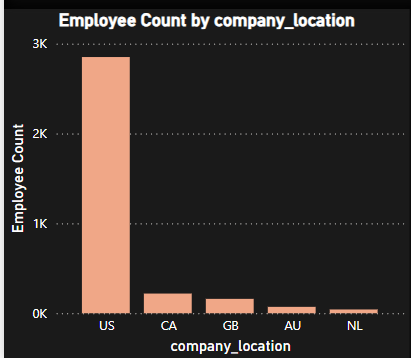 Employee Count by company_location
3K
2K
1K
0K
Employee Count
US CA GB AU NL
company_location